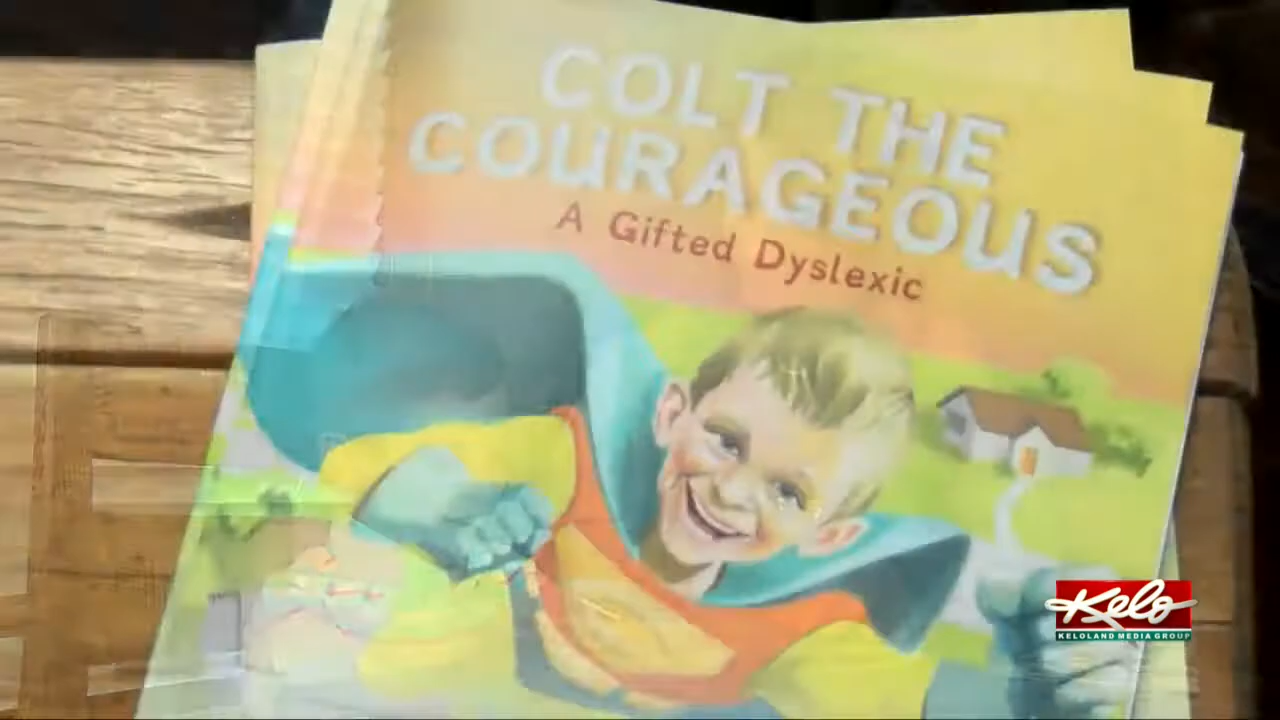 COLT THE
COURAGEOUS
A Gifted Dyslexic
Kelo
KELOLAND MEDIA GROUP